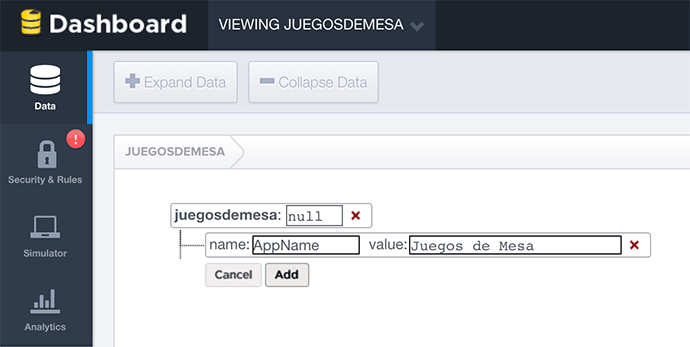 Dashboard
VIEWING JUEGOSDEMESA
Data
Expand Data
Collapse Data
!
Security & Rules
JUEGOSDEMESA
juegosdemesa: null
name: AppName value: Juegos de Mesa
Simulator
Cancel Add
Analytics